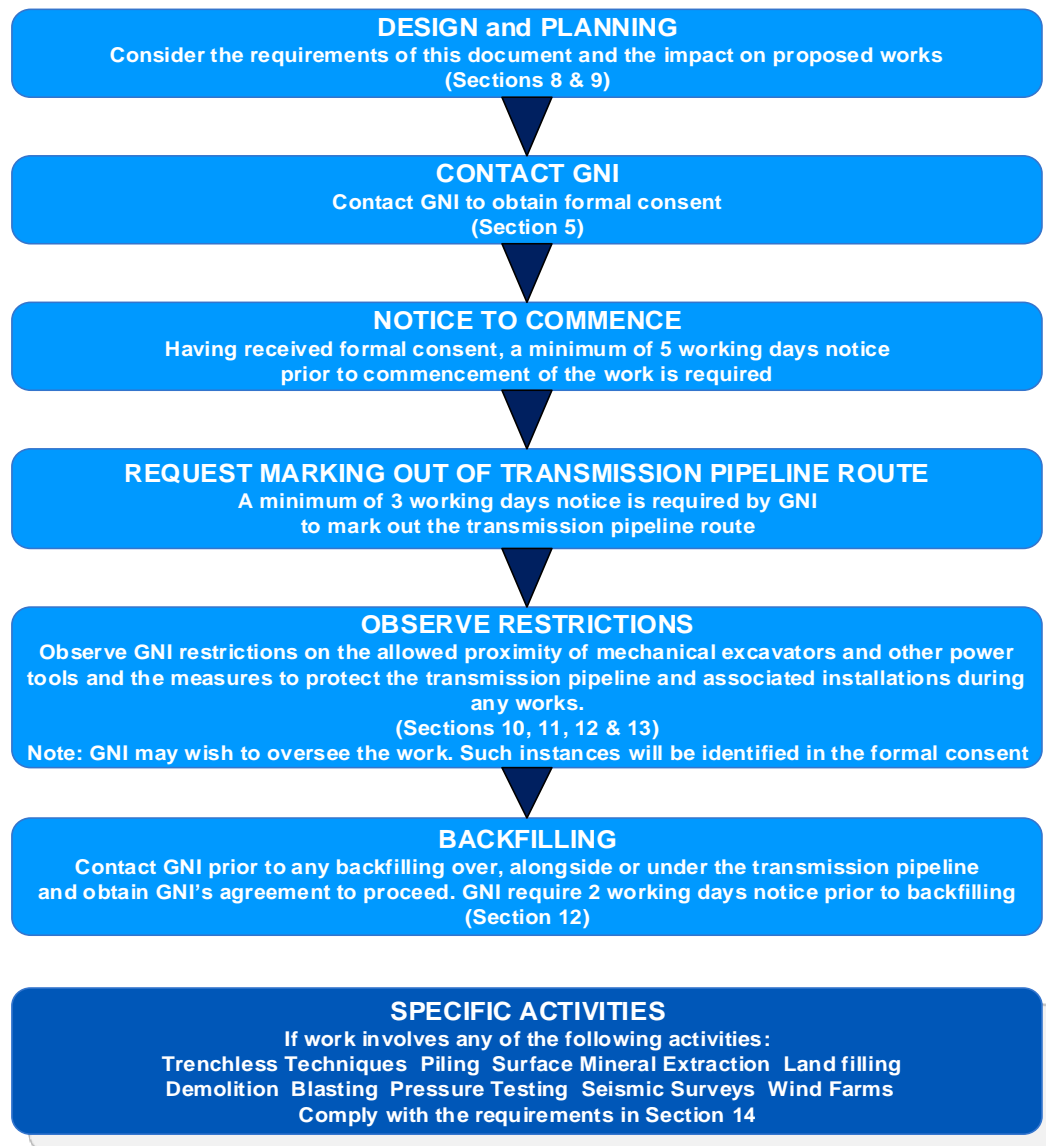 DESIGN and PLANNING
Consider the requirements of this document and the impact on proposed works
(Sections 8 & 9)
CONTACT GNI
Contact GNI to obtain formal consent
(Section 5)
NOTICE TO COMMENCE
Having received formal consent, a minimum of 5 working days notice
prior to commencement of the work is required
REQUEST MARKING OUT OF TRANSMISSION PIPELINE ROUTE
A minimum of 3 working days notice is required by GNI
to mark out the transmission pipeline route
OBSERVE RESTRICTIONS
Observe GNI restrictions on the allowed proximity of mechanical excavators and other power
tools and the measures to protect the transmission pipeline and associated installations during
any works.
(Sections 10, 11, 12 & 13)
Note: GNI may wish to oversee the work. Such instances will be identified in the formal consent
BACKFILLING
Contact GNI prior to any backfilling over, alongside or under the transmission pipeline
and obtain GNI's agreement to proceed. GNI require 2 working days notice prior to backfilling
(Section 12)
SPECIFIC ACTIVITIES
If work involves any of the following activities:
Trenchless Techniques Piling Surface Mineral Extraction Land filling
Demolition Blasting Pressure Testing Seismic Surveys Wind Farms
Comply with the requirements in Section 14